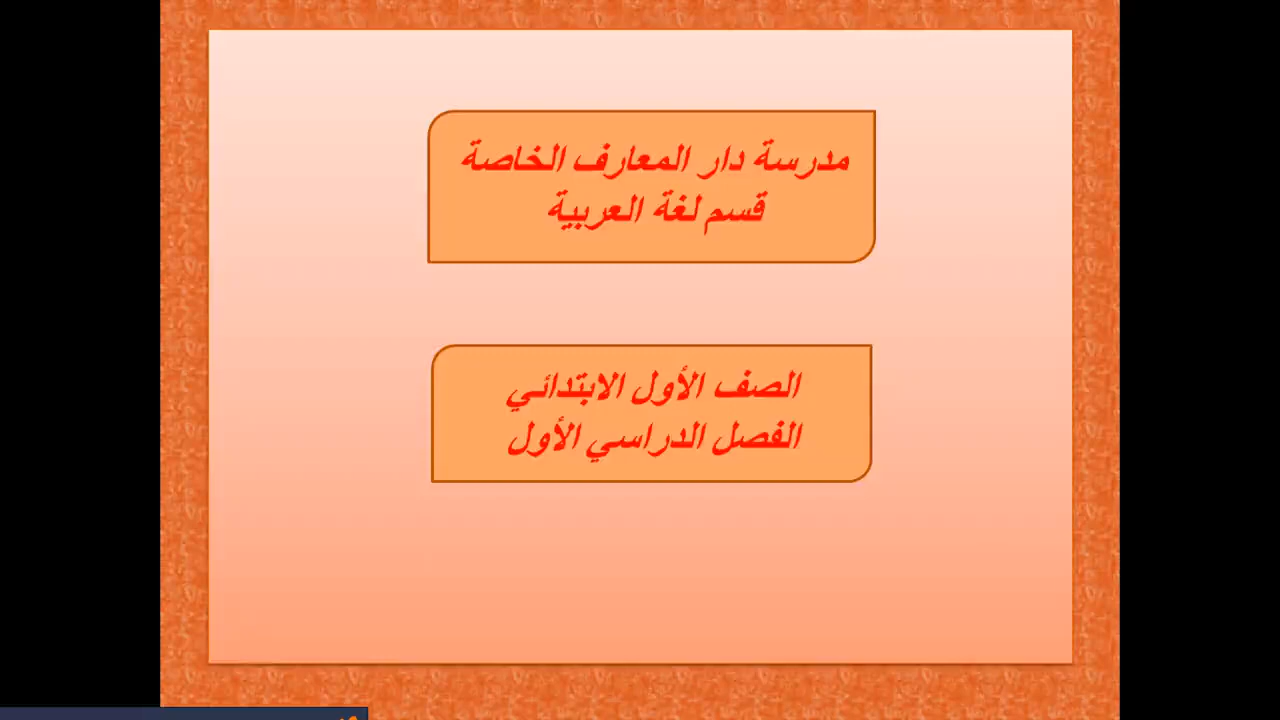 مدرسة دار المعارف الخاصة
قسم لغة العربية
الصف الأول الابتدائي
الفصل الدراسي الأول